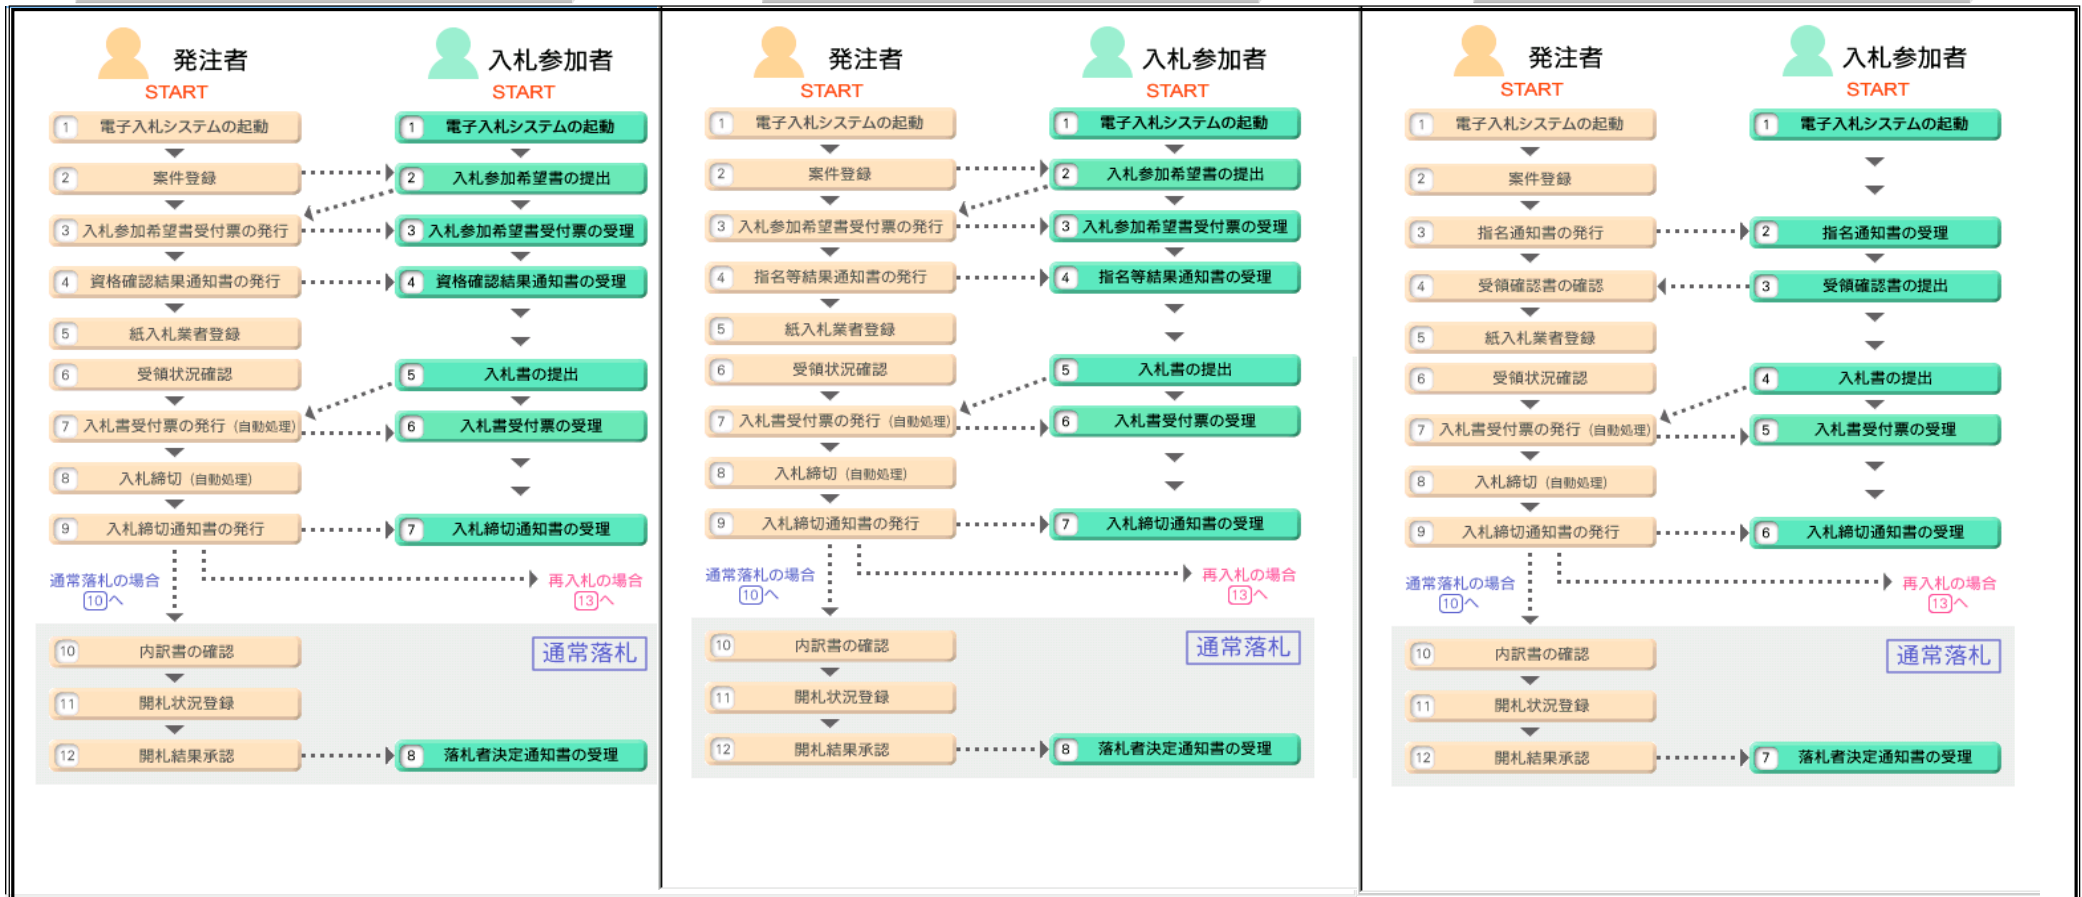 発注者
入札参加者
START
START
1 電子入札システムの起動
1 電子入札システムの起動
2 案件登録
2 入札参加希望書の提出
3 入札参加希望書受付票の発行
3 入札参加希望書受付票の受理
4 資格確認結果通知書の発行
4 資格確認結果通知書の受理
5 紙入札業者登録
6 受領状況確認
5 入札書の提出
7 入札書受付票の発行（自動処理）
6 入札書受付票の受理
8 入札締切（自動処理）
9 入札締切通知書の発行
7 入札締切通知書の受理
通常落札の場合
10へ
再入札の場合
13へ
10 内訳書の確認
通常落札
11 開札状況登録
12 開札結果承認
8 落札者決定通知書の受理
発注者
入札参加者
START
START
1 電子入札システムの起動
1 電子入札システムの起動
2 案件登録
2 入札参加希望書の提出
3 入札参加希望書受付票の発行
3 入札参加希望書受付票の受理
4 指名等結果通知書の発行
4 指名等結果通知書の受理
5 紙入札業者登録
6 受領状況確認
5 入札書の提出
7 入札書受付票の発行（自動処理）
6 入札書受付票の受理
8 入札締切（自動処理）
9 入札締切通知書の発行
7 入札締切通知書の受理
通常落札の場合
10へ
再入札の場合
13へ
10 内訳書の確認
通常落札
11 開札状況登録
12 開札結果承認
8 落札者決定通知書の受理
発注者
入札参加者
START
START
1 電子入札システムの起動
1 電子入札システムの起動
2 案件登録
3 指名通知書の発行
2 指名通知書の受理
4 受領確認書の確認
3 受領確認書の提出
5 紙入札業者登録
6 受領状況確認
4 入札書の提出
7 入札書受付票の発行（自動処理）
5 入札書受付票の受理
8 入札締切（自動処理）
9 入札締切通知書の発行
6 入札締切通知書の受理
通常落札の場合
10へ
再入札の場合
13へ
10 内訳書の確認
通常落札
11 開札状況登録
12 開札結果承認
7 落札者決定通知書の受理